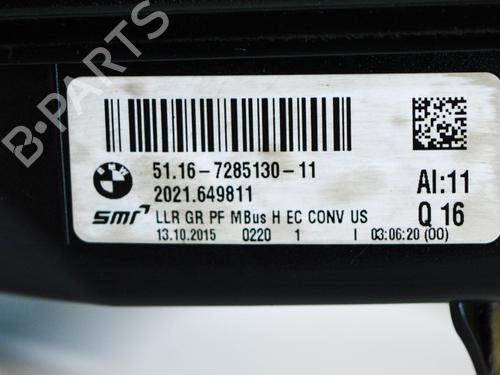 B-PARTS
BMW
51.16-7285130-11
2021.649811
AI:11
smr
LLR GR PF MBus H EC CONV US
Q 16
13.10.2015 0220 1 I 03:06:20 (00)